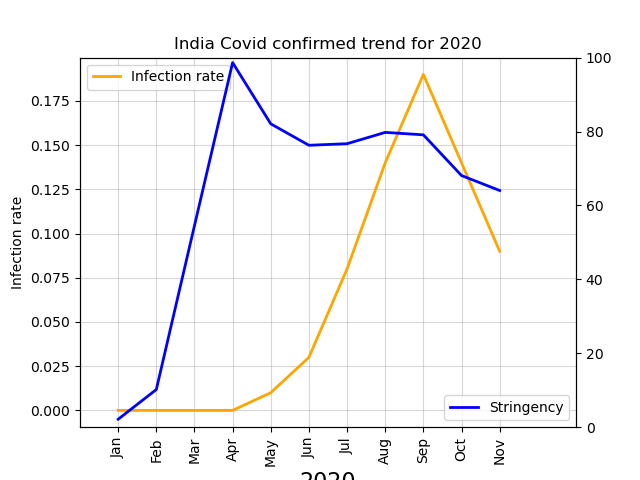 India Covid confirmed trend for 2020
Infection rate
Stringency
Infection rate
0.175
0.150
0.125
0.100
0.075
0.050
0.025
0.000
100
80
60
40
20
0
Jan
Feb
Mar
Apr
May
Jun
Jul
Aug
Sep
Oct
Nov
2020